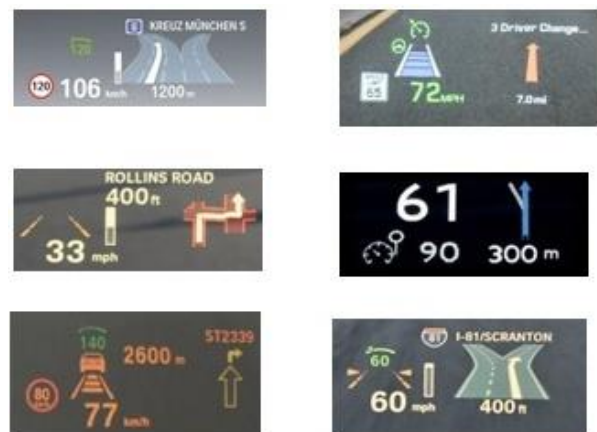 KREUZ MÜNCHEN S
120
120
106 km/h
1200 m
3 Driver Change...
72 MPH
7.0 mi
ROLLINS ROAD
400 ft
33 mph
61
90
300 m
140
2600 m
ST2339
80
77 km/h
81
I-81/SCRANTON
60
60 mph
400 ft